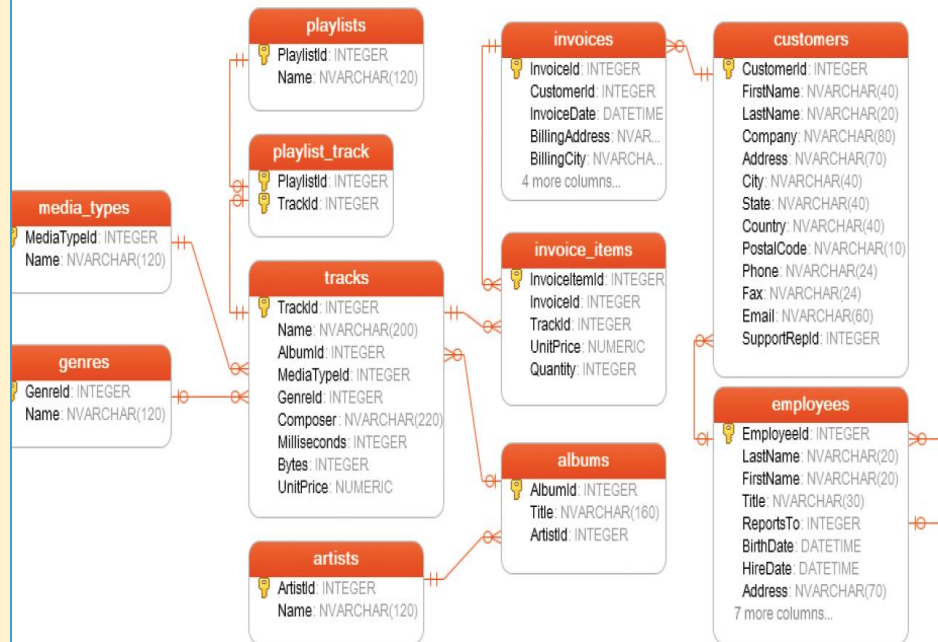 playlists
PlaylistId: INTEGER
Name: NVARCHAR(120)
playlist_track
PlaylistId: INTEGER
TrackId: INTEGER
media_types
MediaTypeId: INTEGER
Name: NVARCHAR(120)
genres
GenreId: INTEGER
Name: NVARCHAR(120)
tracks
TrackId: INTEGER
Name: NVARCHAR(200)
AlbumId: INTEGER
MediaTypeId: INTEGER
GenreId: INTEGER
Composer: NVARCHAR(220)
Milliseconds: INTEGER
Bytes: INTEGER
UnitPrice: NUMERIC
artists
ArtistId: INTEGER
Name: NVARCHAR(120)
invoices
InvoiceId: INTEGER
CustomerId: INTEGER
InvoiceDate: DATETIME
BillingAddress: NVAR...
BillingCity: NVARCHA...
4 more columns...
invoice_items
InvoiceItemId: INTEGER
InvoiceId: INTEGER
TrackId: INTEGER
UnitPrice: NUMERIC
Quantity: INTEGER
albums
AlbumId: INTEGER
Title: NVARCHAR(160)
ArtistId: INTEGER
customers
CustomerId: INTEGER
FirstName: NVARCHAR(40)
LastName: NVARCHAR(20)
Company: NVARCHAR(80)
Address: NVARCHAR(70)
City: NVARCHAR(40)
State: NVARCHAR(40)
Country: NVARCHAR(40)
PostalCode: NVARCHAR(10)
Phone: NVARCHAR(24)
Fax: NVARCHAR(24)
Email: NVARCHAR(60)
SupportRepId: INTEGER
employees
EmployeeId: INTEGER
LastName: NVARCHAR(20)
FirstName: NVARCHAR(20)
Title: NVARCHAR(30)
ReportsTo: INTEGER
BirthDate: DATETIME
HireDate: DATETIME
Address: NVARCHAR(70)
7 more columns...